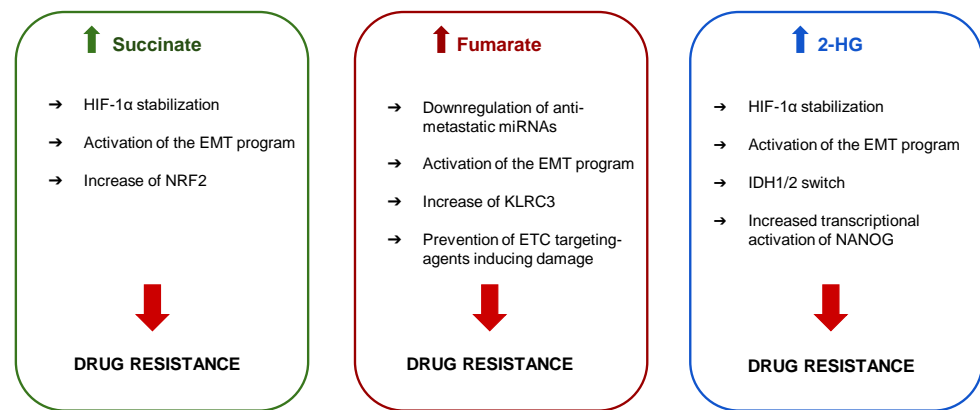 Succinate
➔ HIF-1α stabilization
➔ Activation of the EMT program
➔ Increase of NRF2
DRUG RESISTANCE
Fumarate
➔ Downregulation of anti-
metastatic miRNAs
➔ Activation of the EMT program
➔ Increase of KLRC3
➔ Prevention of ETC targeting-
agents inducing damage
DRUG RESISTANCE
2-HG
➔ HIF-1α stabilization
➔ Activation of the EMT program
➔ IDH1/2 switch
➔ Increased transcriptional
activation of NANOG
DRUG RESISTANCE